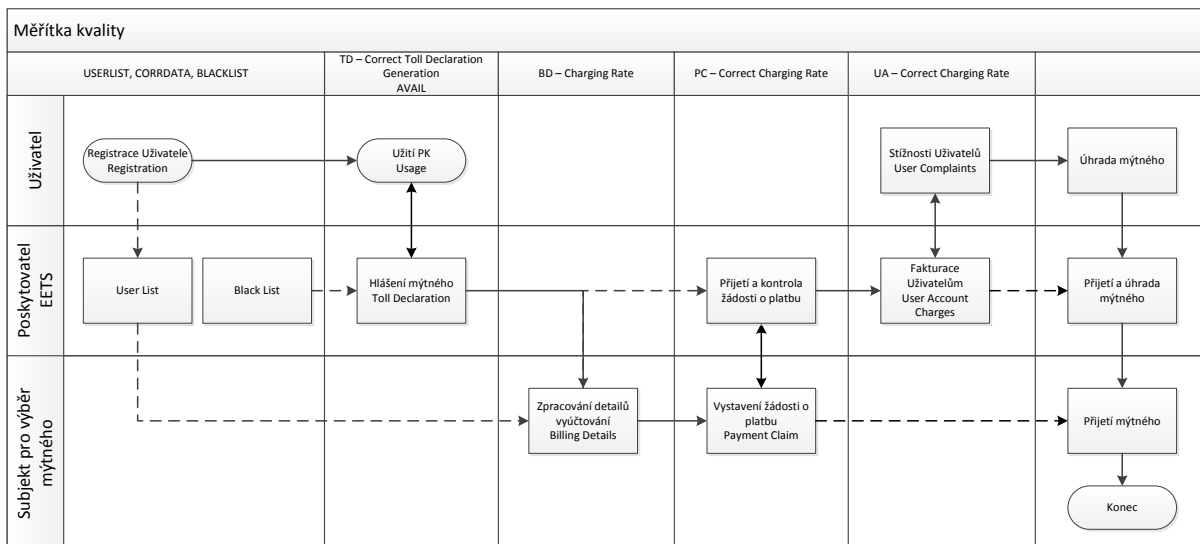 Měřítka kvality
USERLIST, CORRDATA, BLACKLIST
TD – Correct Toll Declaration
Generation
AVAIL
BD – Charging Rate
PC – Correct Charging Rate
UA – Correct Charging Rate
Uživatel
Registrace Uživatele
Registration
Užití PK
Usage
Stížnosti Uživatelů
User Complaints
Úhrada mýtného
Poskytovatel
EETS
User List
Black List
Hlášení mýtného
Toll Declaration
Přijetí a kontrola
žádosti o platbu
Fakturace
Uživatelům
User Account
Charges
Přijetí a úhrada
mýtného
Subjekt pro výběr
mýtného
Zpracování detailů
vyúčtování
Billing Details
Vystavení žádosti o
platbu
Payment Claim
Přijetí mýtného
Konec